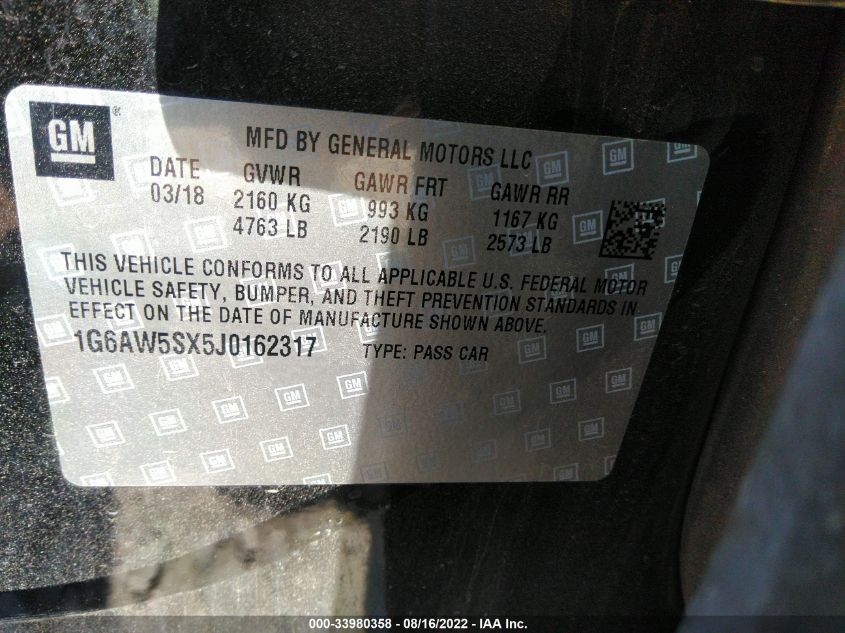 GM ®
MFD BY GENERAL MOTORS LLC
DATE GVWR GAWR FRT GAWR RR
03/18 2160 KG 993 KG 1167 KG
4763 LB 2190 LB 2573 LB
THIS VEHICLE CONFORMS TO ALL APPLICABLE U.S. FEDERAL MOTOR
VEHICLE SAFETY, BUMPER, AND THEFT PREVENTION STANDARDS IN
EFFECT ON THE DATE OF MANUFACTURE SHOWN ABOVE.
1G6AW5SX5J0162317 TYPE: PASS CAR
000-33980358 - 08/16/2022 - IAA Inc.